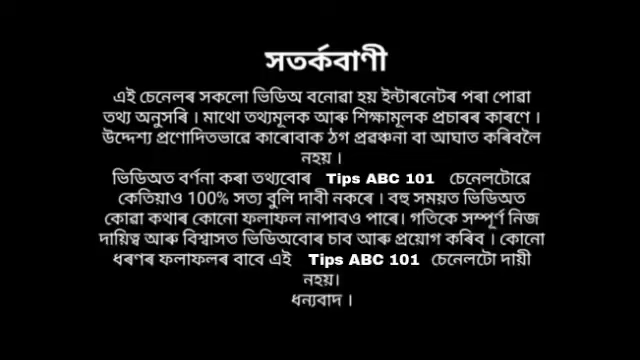 সতৰ্কবাণী
এই চেনেলৰ সকলো ভিডিঅ বনোৱা হয় ইন্টাৰনেটৰ পৰা পোৱা
তথ্য অনুসৰি । মাথো তথ্যমূলক আৰু শিক্ষামূলক প্ৰচাৰৰ কাৰণে ।
উদ্দেশ্য প্ৰণোদিতভাৱে কাৰোবাক ঠগ প্ৰৱঞ্চনা বা আঘাত কৰিবলৈ
নহয় ।
ভিডিঅত বৰ্ণনা কৰা তথ্যবোৰ Tips ABC 101 চেনেলটোৱে
কেতিয়াও 100% সত্য বুলি দাবী নকৰে । বহু সময়ত ভিডিঅত
কোৱা কথাৰ কোনো ফলাফল নাপাবও পাৰে। গতিকে সম্পূৰ্ণ নিজ
দায়িত্ব আৰু বিশ্বাসত ভিডিঅবোৰ চাব আৰু প্ৰয়োগ কৰিব । কোনো
ধৰণৰ ফলাফলৰ বাবে এই Tips ABC 101 চেনেলটো দায়ী
নহয়।
ধন্যবাদ ।